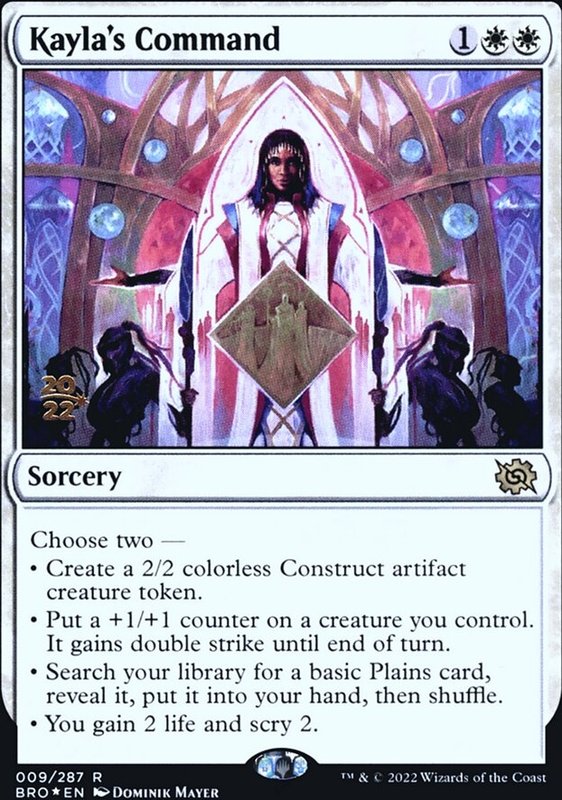 Kayla's Command 1
20
22
Sorcery
Choose two —
• Create a 2/2 colorless Construct artifact
creature token.
• Put a +1/+1 counter on a creature you control.
It gains double strike until end of turn.
• Search your library for a basic Plains card,
reveal it, put it into your hand, then shuffle.
• You gain 2 life and scry 2.
009/287 R
BRO★EN Dominik Mayer
™ & © 2022 Wizards of the Coast